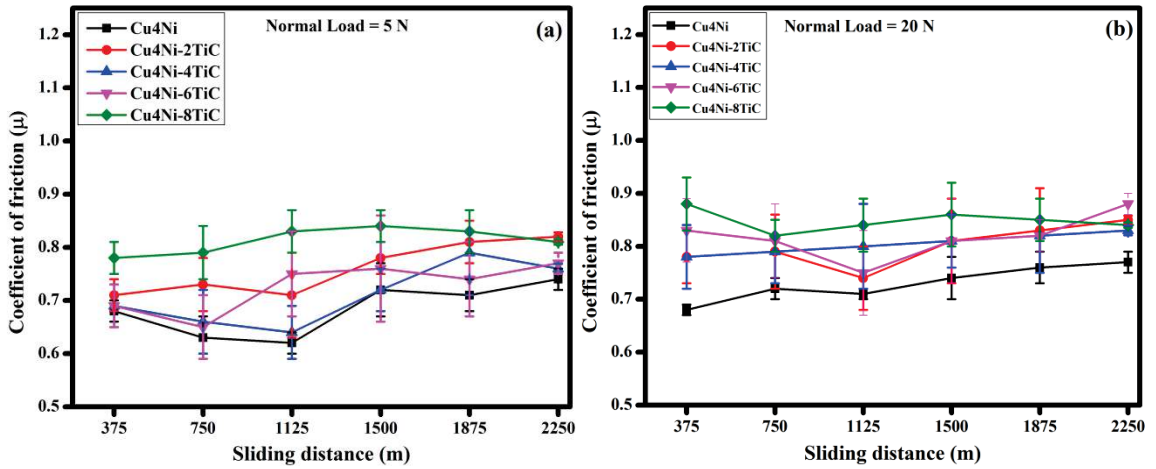 Normal Load = 5 N
(a)
Cu4Ni
Cu4Ni-2TiC
Cu4Ni-4TiC
Cu4Ni-6TiC
Cu4Ni-8TiC
1.2
1.1
1.0
0.9
0.8
0.7
0.6
0.5
Coefficient of friction (μ)
375 750 1125 1500 1875 2250
Sliding distance (m)
Normal Load = 20 N
(b)
Cu4Ni
Cu4Ni-2TiC
Cu4Ni-4TiC
Cu4Ni-6TiC
Cu4Ni-8TiC
1.2
1.1
1.0
0.9
0.8
0.7
0.6
0.5
Coefficient of friction (μ)
375 750 1125 1500 1875 2250
Sliding distance (m)